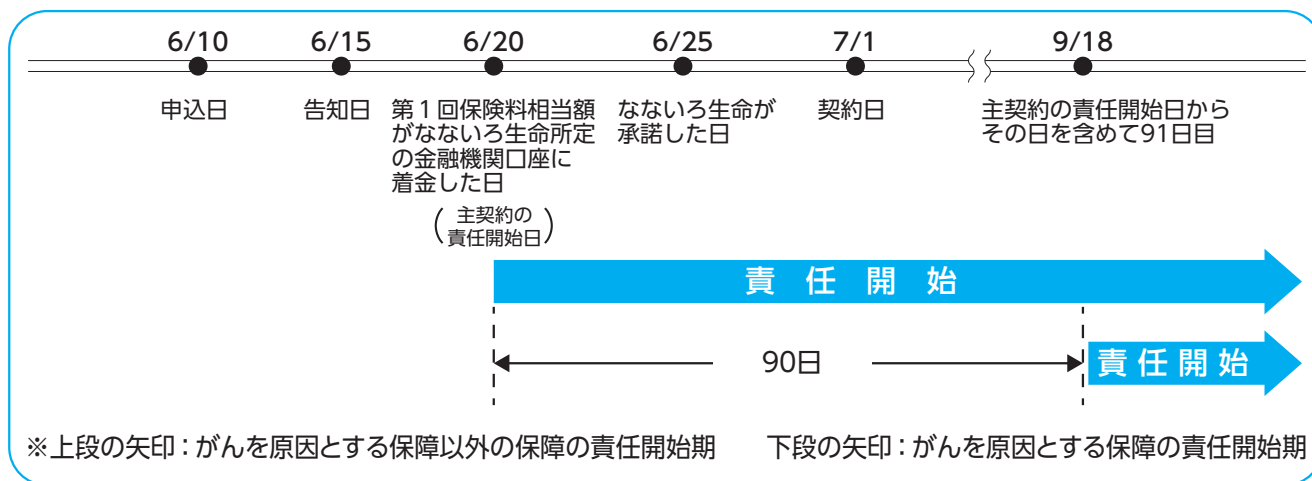 6/10
6/15
6/20
6/25
7/1
9/18
申込日
告知日
第1回保険料相当額
がなないろ生命所定
の金融機関口座に
着金した日
(主契約の
責任開始日)
なないろ生命が
承諾した日
契約日
主契約の責任開始日から
その日を含めて91日目
責任開始
90日
責任開始
※上段の矢印：がんを原因とする保障以外の保障の責任開始期
下段の矢印：がんを原因とする保障の責任開始期